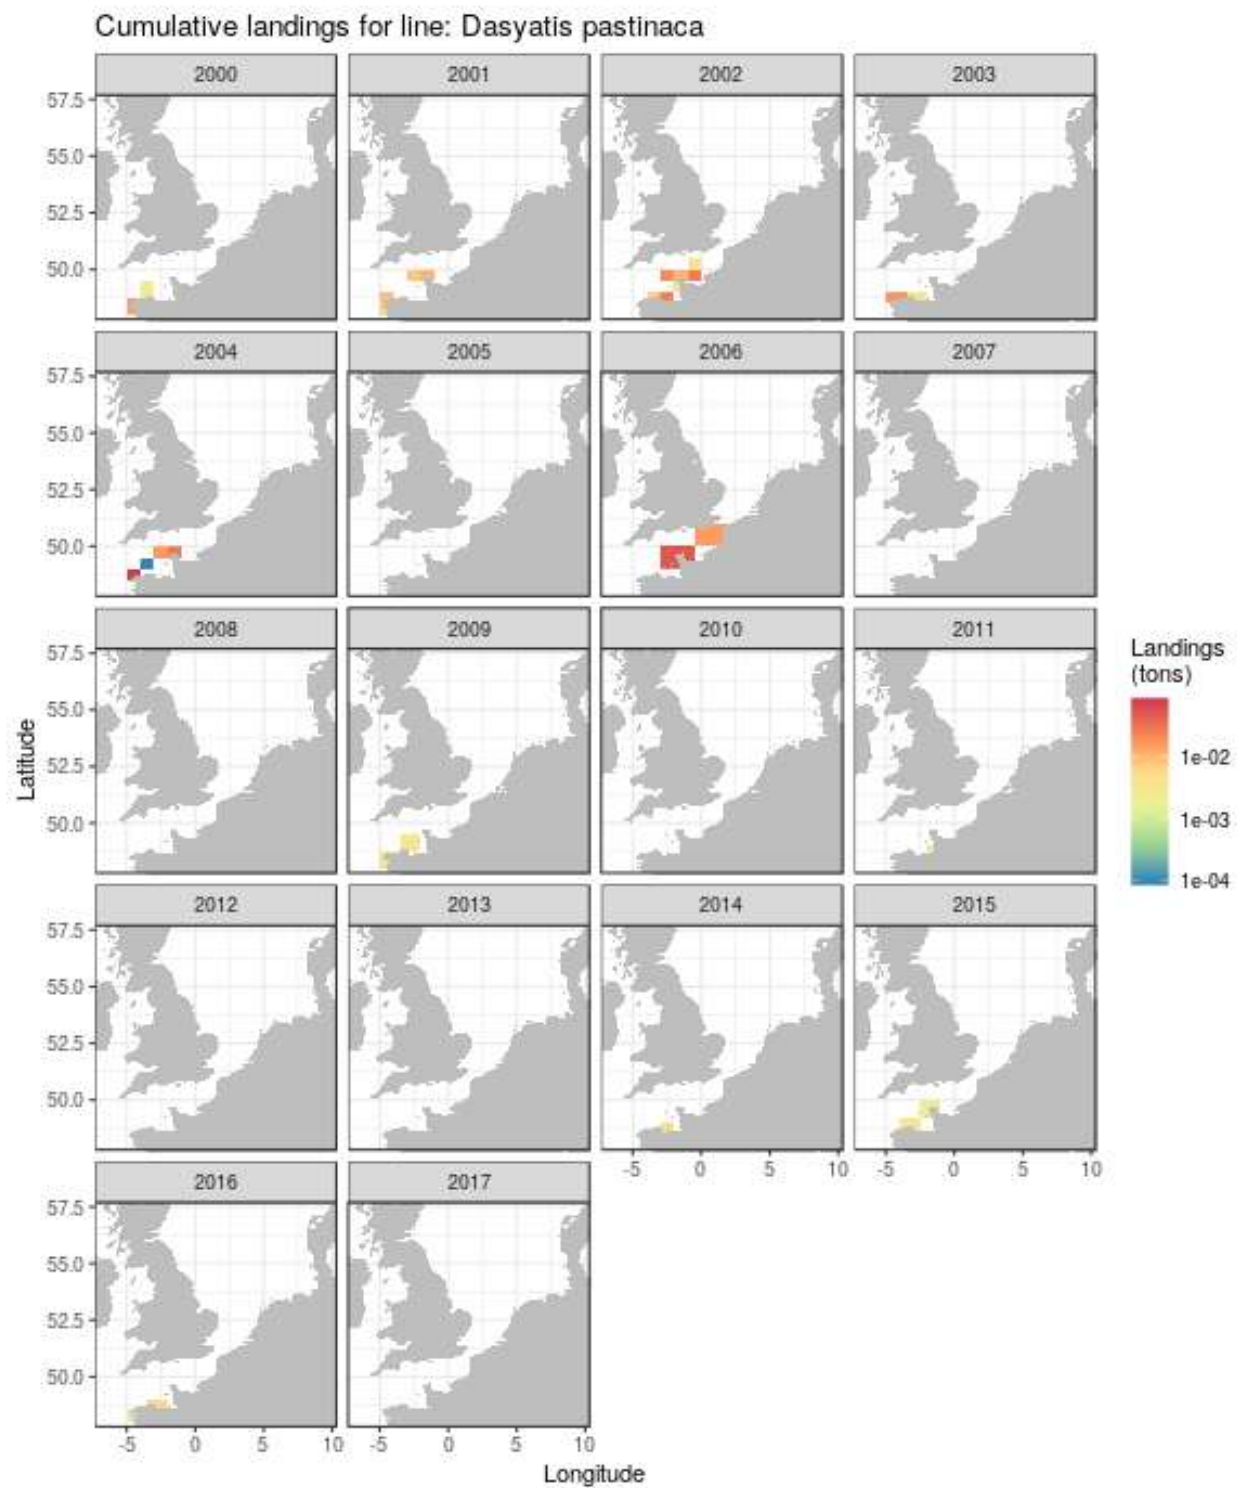 Cumulative landings for line: Dasyatis pastinaca
2000 2001 2002 2003
57.5
55.0
52.5
50.0
2004 2005 2006 2007
57.5
55.0
52.5
50.0
2008 2009 2010 2011
57.5
55.0
52.5
50.0
Latitude
Landings
(tons)
1e-02
1e-03
1e-04
2012 2013 2014 2015
57.5
55.0
52.5
50.0
-5 0 5 10 -5 0 5 10
2016 2017
57.5
55.0
52.5
50.0
-5 0 5 10 -5 0 5 10
Longitude